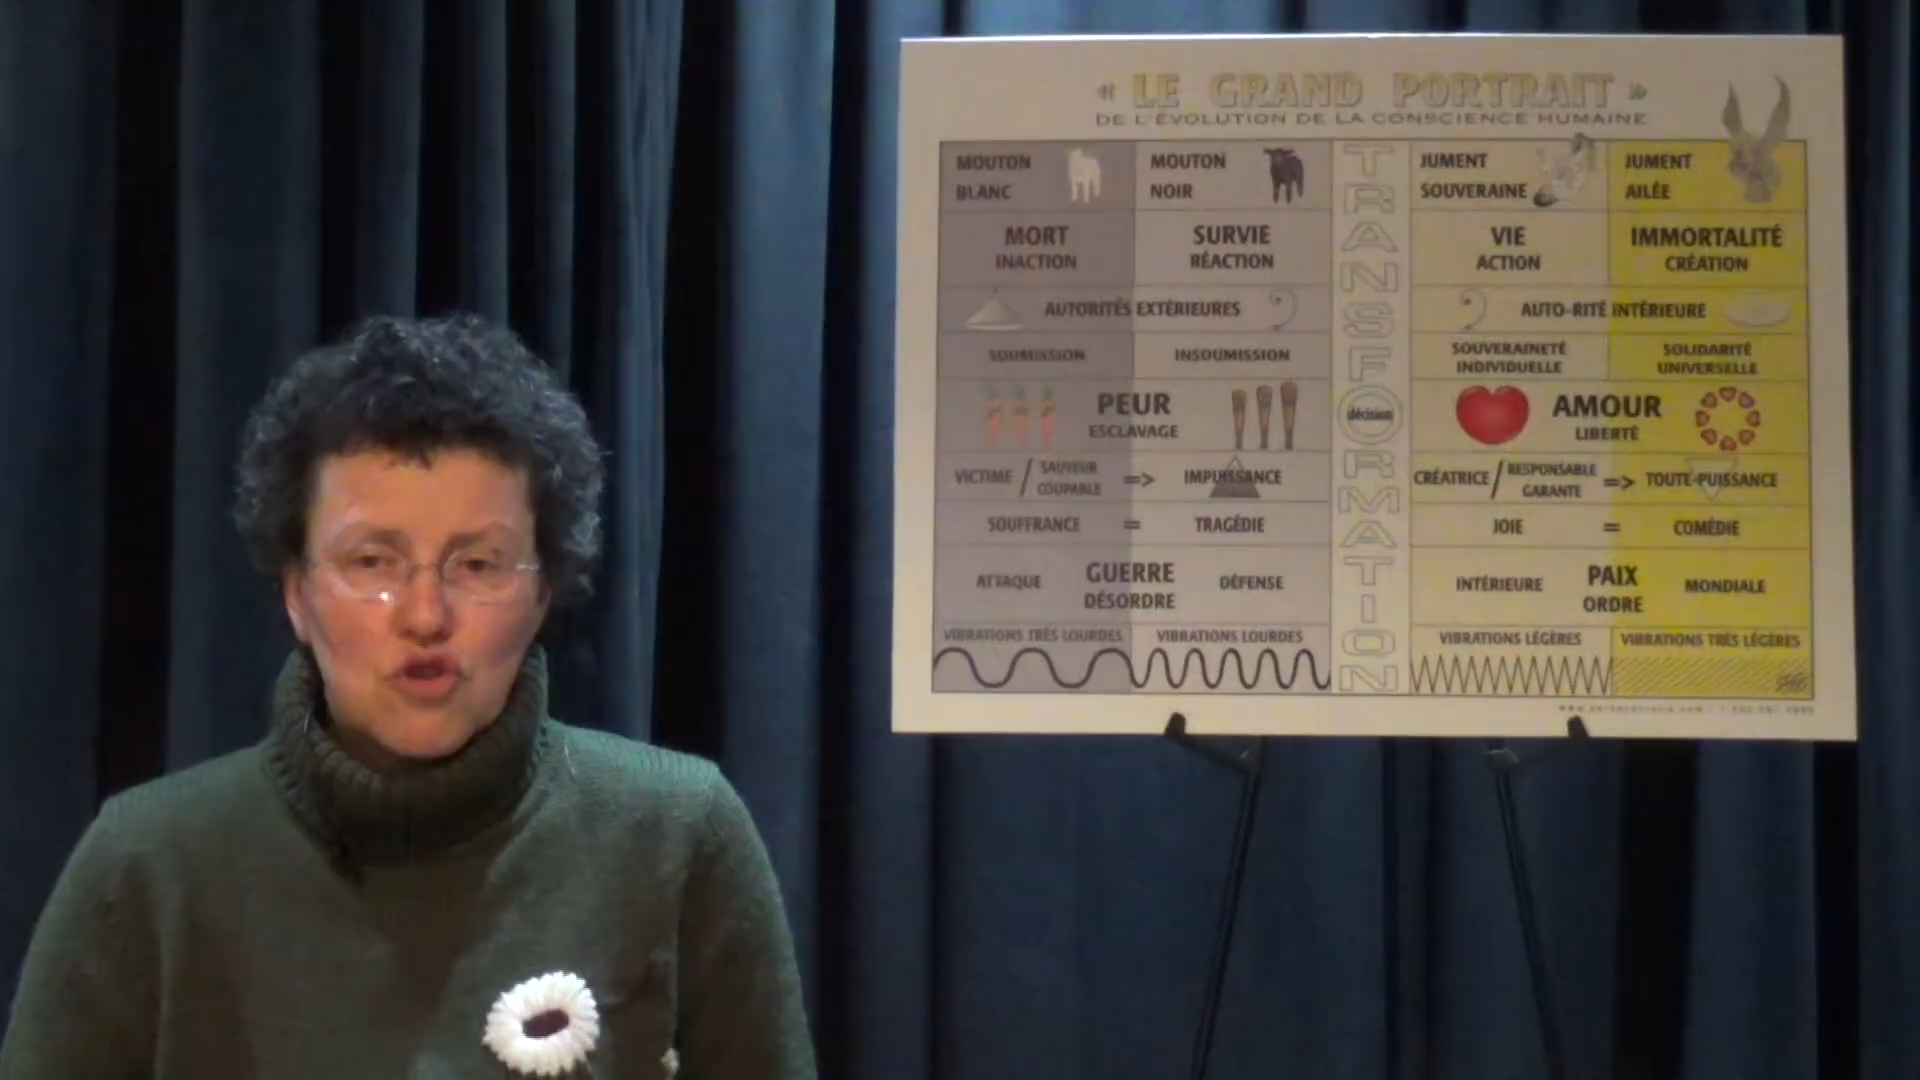 « LE GRAND PORTRAIT »
DE L'ÉVOLUTION DE LA CONSCIENCE HUMAINE
MOUTON BLANC
MOUTON NOIR
JUMENT SOUVERAINE
JUMENT AILÉE
MORT
INACTION
SURVIE
RÉACTION
VIE
ACTION
IMMORTALITÉ
CRÉATION
AUTORITÉS EXTÉRIEURES
AUTO-RITÉ INTÉRIEURE
SOUMISSION
INSOUMISSION
SOUVERAINETÉ
INDIVIDUELLE
SOLIDARITÉ
UNIVERSELLE
PEUR
ESCLAVAGE
AMOUR
LIBERTÉ
VICTIME / SAUVEUR COUPABLE => IMPUISSANCE
CRÉATRICE / RESPONSABLE GARANTE => TOUTE-PUISSANCE
SOUFFRANCE = TRAGÉDIE
JOIE = COMÉDIE
ATTAQUE GUERRE DÉFENSE
DÉSORDRE
INTÉRIEURE PAIX MONDIALE
ORDRE
VIBRATIONS TRÈS LOURDES
VIBRATIONS LOURDES
VIBRATIONS LÉGÈRES
VIBRATIONS TRÈS LÉGÈRES
TRANSFORMATION
décision